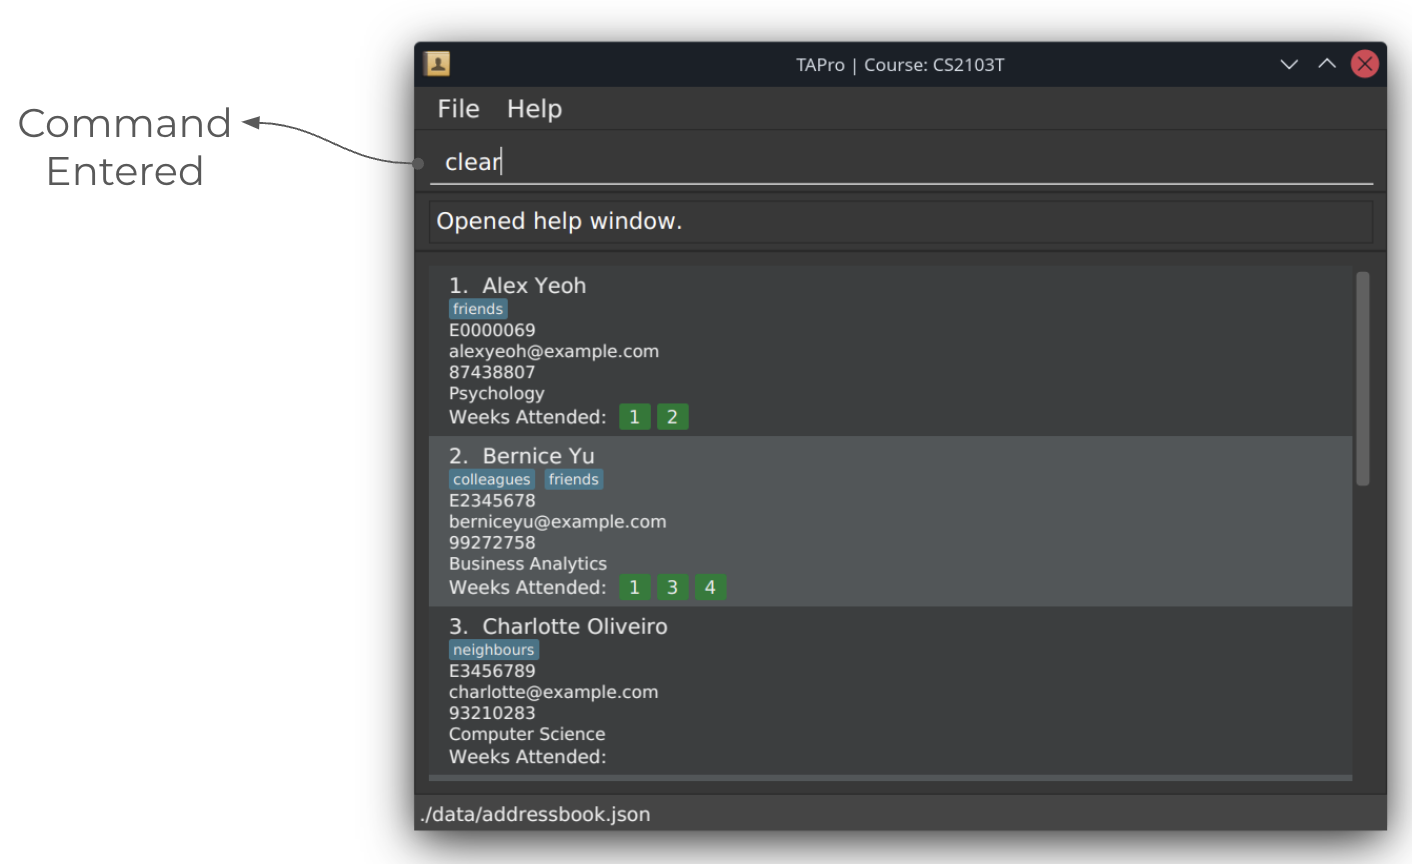 Command
Entered
TAPro | Course: CS2103T
File Help
clear
Opened help window.
1. Alex Yeoh
friends
E0000069
alexyeoh@example.com
87438807
Psychology
Weeks Attended: 1 2
2. Bernice Yu
colleagues friends
E2345678
berniceyu@example.com
99272758
Business Analytics
Weeks Attended: 1 3 4
3. Charlotte Oliveiro
neighbours
E3456789
charlotte@example.com
93210283
Computer Science
Weeks Attended:
./data/addressbook.json